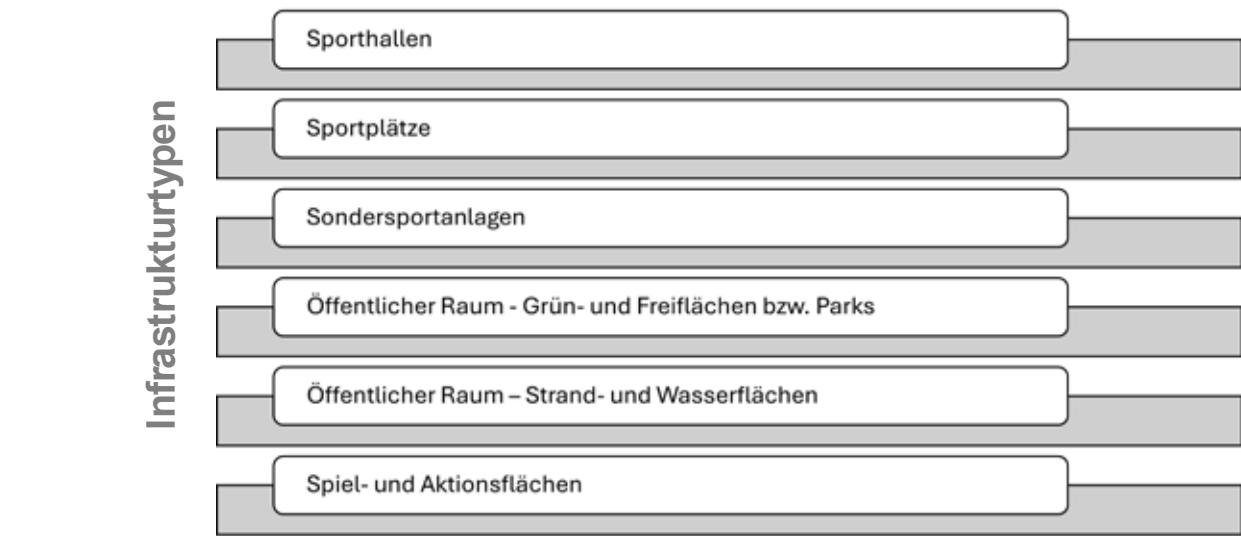 Infrastrukturtypen
Sporthallen
Sportplätze
Sondersportanlagen
Öffentlicher Raum - Grün- und Freiflächen bzw. Parks
Öffentlicher Raum – Strand- und Wasserflächen
Spiel- und Aktionsflächen